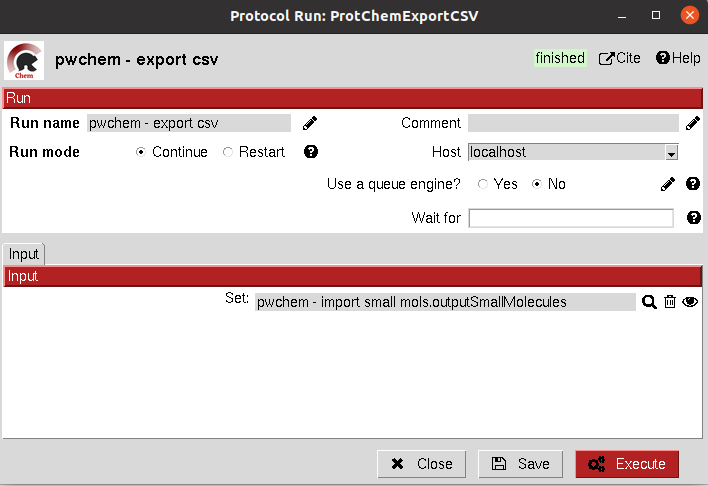 Protocol Run: ProtChemExportCSV
Chem
pwchem - export csv
finished Cite Help
Run
Run name pwchem - export csv Comment
Run mode Continue Restart Host localhost
Use a queue engine? Yes No
Wait for
Input
Input
Set: pwchem - import small mols.outputSmallMolecules
Close Save Execute